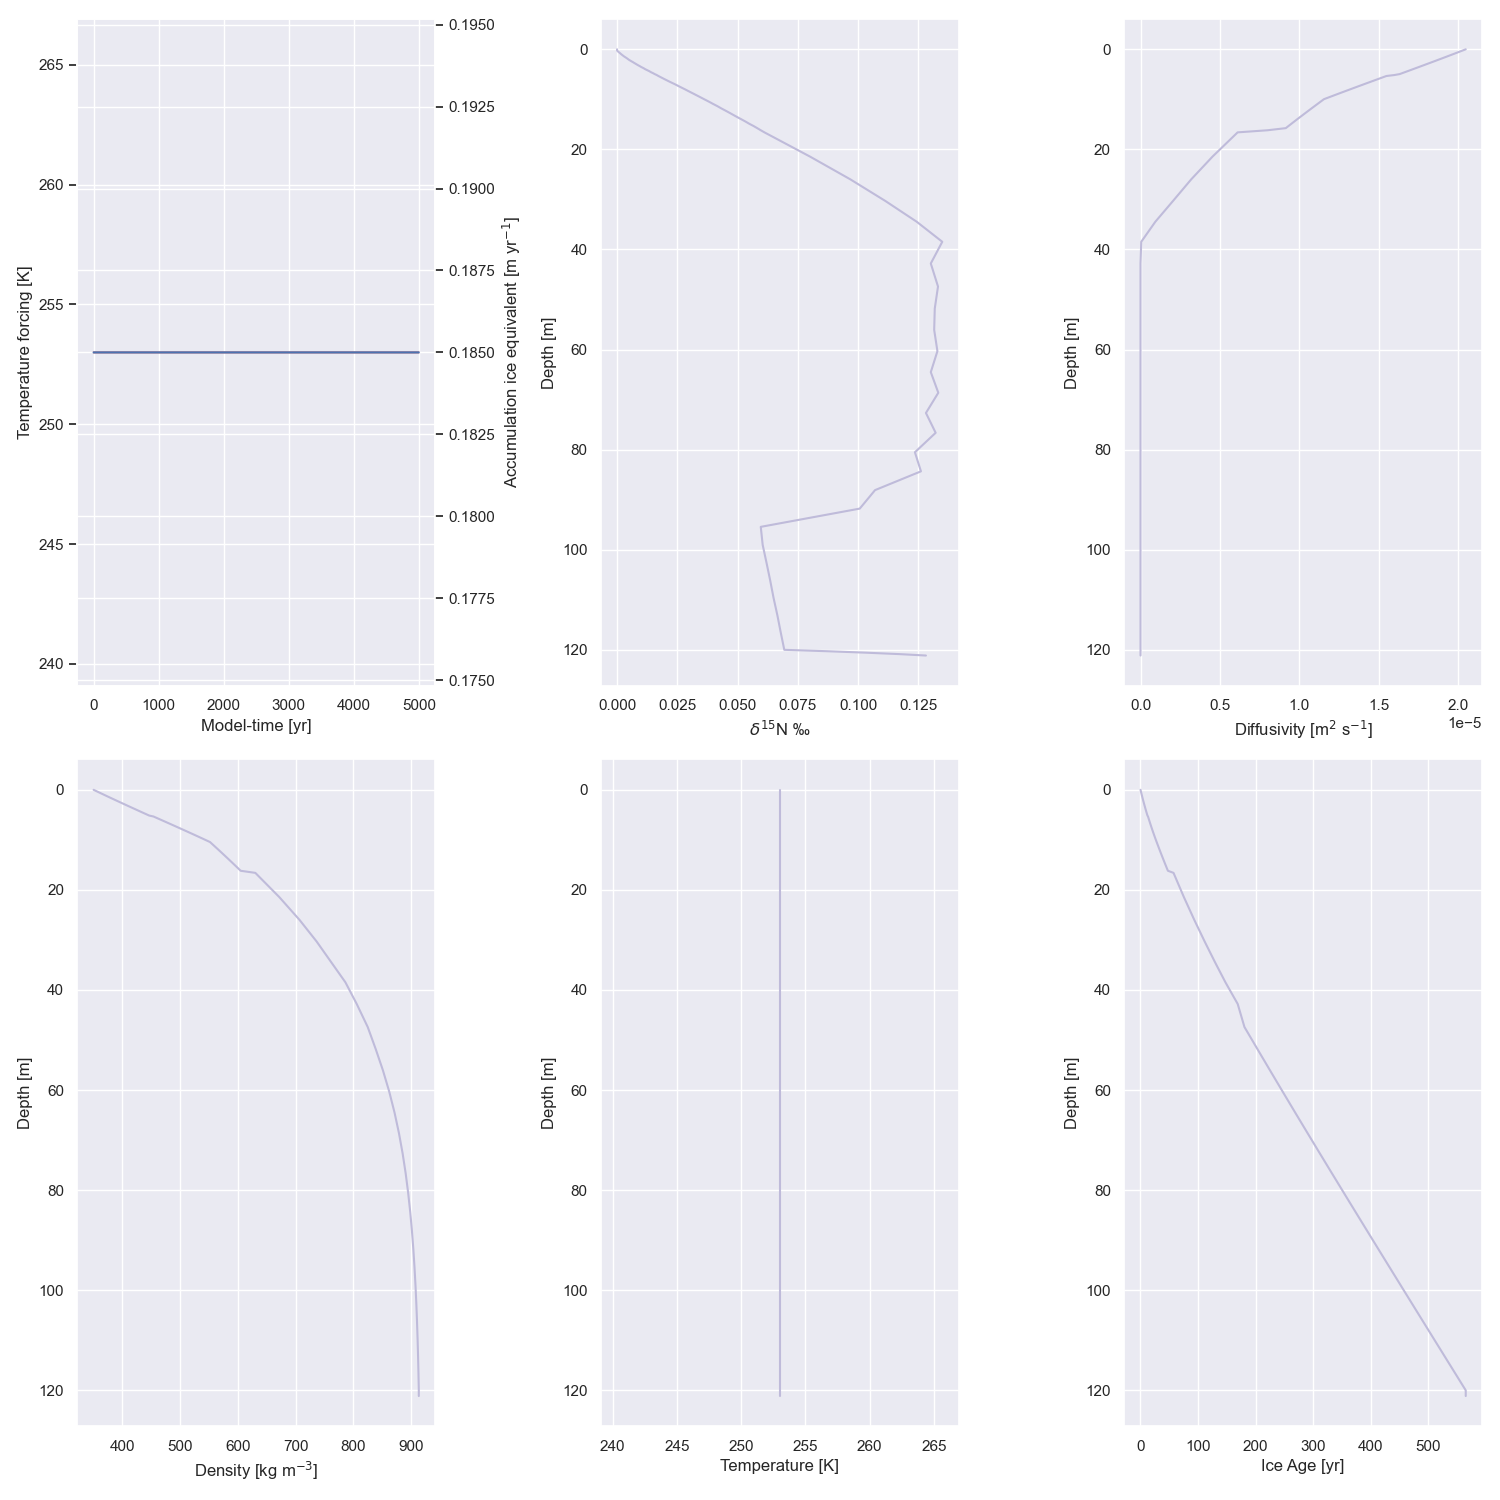 265
260
255
250
245
240
Temperature forcing [K]
0.1950
0.1925
0.1900
0.1875
0.1850
0.1825
0.1800
0.1775
0.1750
Accumulation ice equivalent [m yr⁻¹]
0 1000 2000 3000 4000 5000
Model-time [yr]
0
20
40
60
80
100
120
Depth [m]
0.000 0.025 0.050 0.075 0.100 0.125
δ¹⁵N ‰
0
20
40
60
80
100
120
Depth [m]
0.0 0.5 1.0 1.5 2.0
1e−5
Diffusivity [m² s⁻¹]
0
20
40
60
80
100
120
Depth [m]
400 500 600 700 800 900
Density [kg m⁻³]
0
20
40
60
80
100
120
Depth [m]
240 245 250 255 260 265
Temperature [K]
0
20
40
60
80
100
120
Depth [m]
0 100 200 300 400 500
Ice Age [yr]